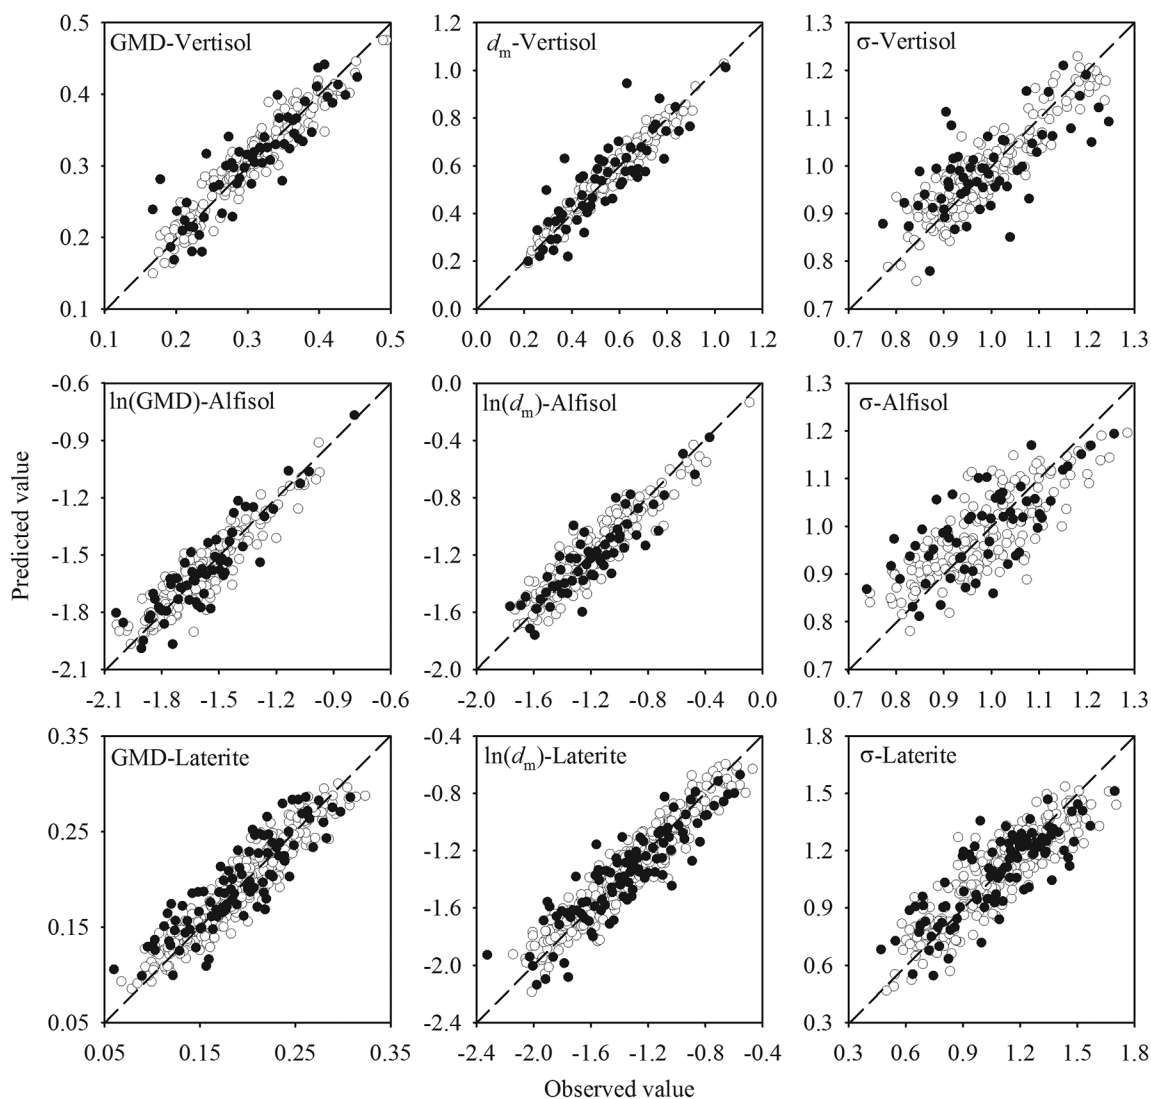 0.5
GMD-Vertisol
0.4
0.3
0.2
0.1
0.1 0.2 0.3 0.4 0.5
1.2
dm-Vertisol
1.0
0.8
0.6
0.4
0.2
0.0
0.0 0.2 0.4 0.6 0.8 1.0 1.2
1.3
σ-Vertisol
1.2
1.1
1.0
0.9
0.8
0.7
0.7 0.8 0.9 1.0 1.1 1.2 1.3
Predicted value
-0.6
ln(GMD)-Alfisol
-0.9
-1.2
-1.5
-1.8
-2.1
-2.1 -1.8 -1.5 -1.2 -0.9 -0.6
0.0
ln(dm)-Alfisol
-0.4
-0.8
-1.2
-1.6
-2.0
-2.0 -1.6 -1.2 -0.8 -0.4 0.0
1.3
σ-Alfisol
1.2
1.1
1.0
0.9
0.8
0.7
0.7 0.8 0.9 1.0 1.1 1.2 1.3
0.35
GMD-Laterite
0.25
0.15
0.05
0.05 0.15 0.25 0.35
-0.4
ln(dm)-Laterite
-0.8
-1.2
-1.6
-2.0
-2.4
-2.4 -2.0 -1.6 -1.2 -0.8 -0.4
1.8
σ-Laterite
1.5
1.2
0.9
0.6
0.3
0.3 0.6 0.9 1.2 1.5 1.8
Observed value